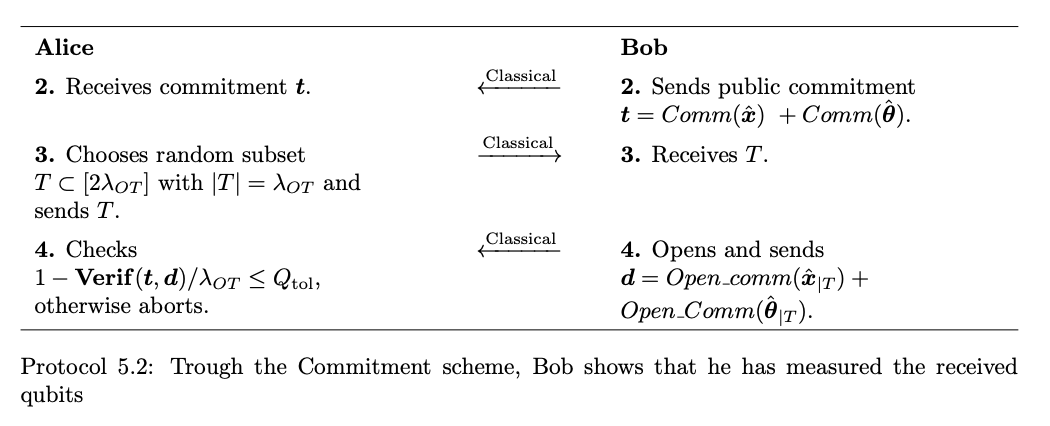 Alice Bob
2. Receives commitment t. Classical 2. Sends public commitment
t = Comm(x̂) + Comm(θ̂).
3. Chooses random subset Classical 3. Receives T.
T ⊂ [2λ_OT] with |T| = λ_OT and
sends T.
4. Checks Classical 4. Opens and sends
1 − Verif(t, d)/λ_OT ≤ Q_tol, d = Open_comm(x̂_|T) +
otherwise aborts. Open_Comm(θ̂_|T).
Protocol 5.2: Trough the Commitment scheme, Bob shows that he has measured the received
qubits